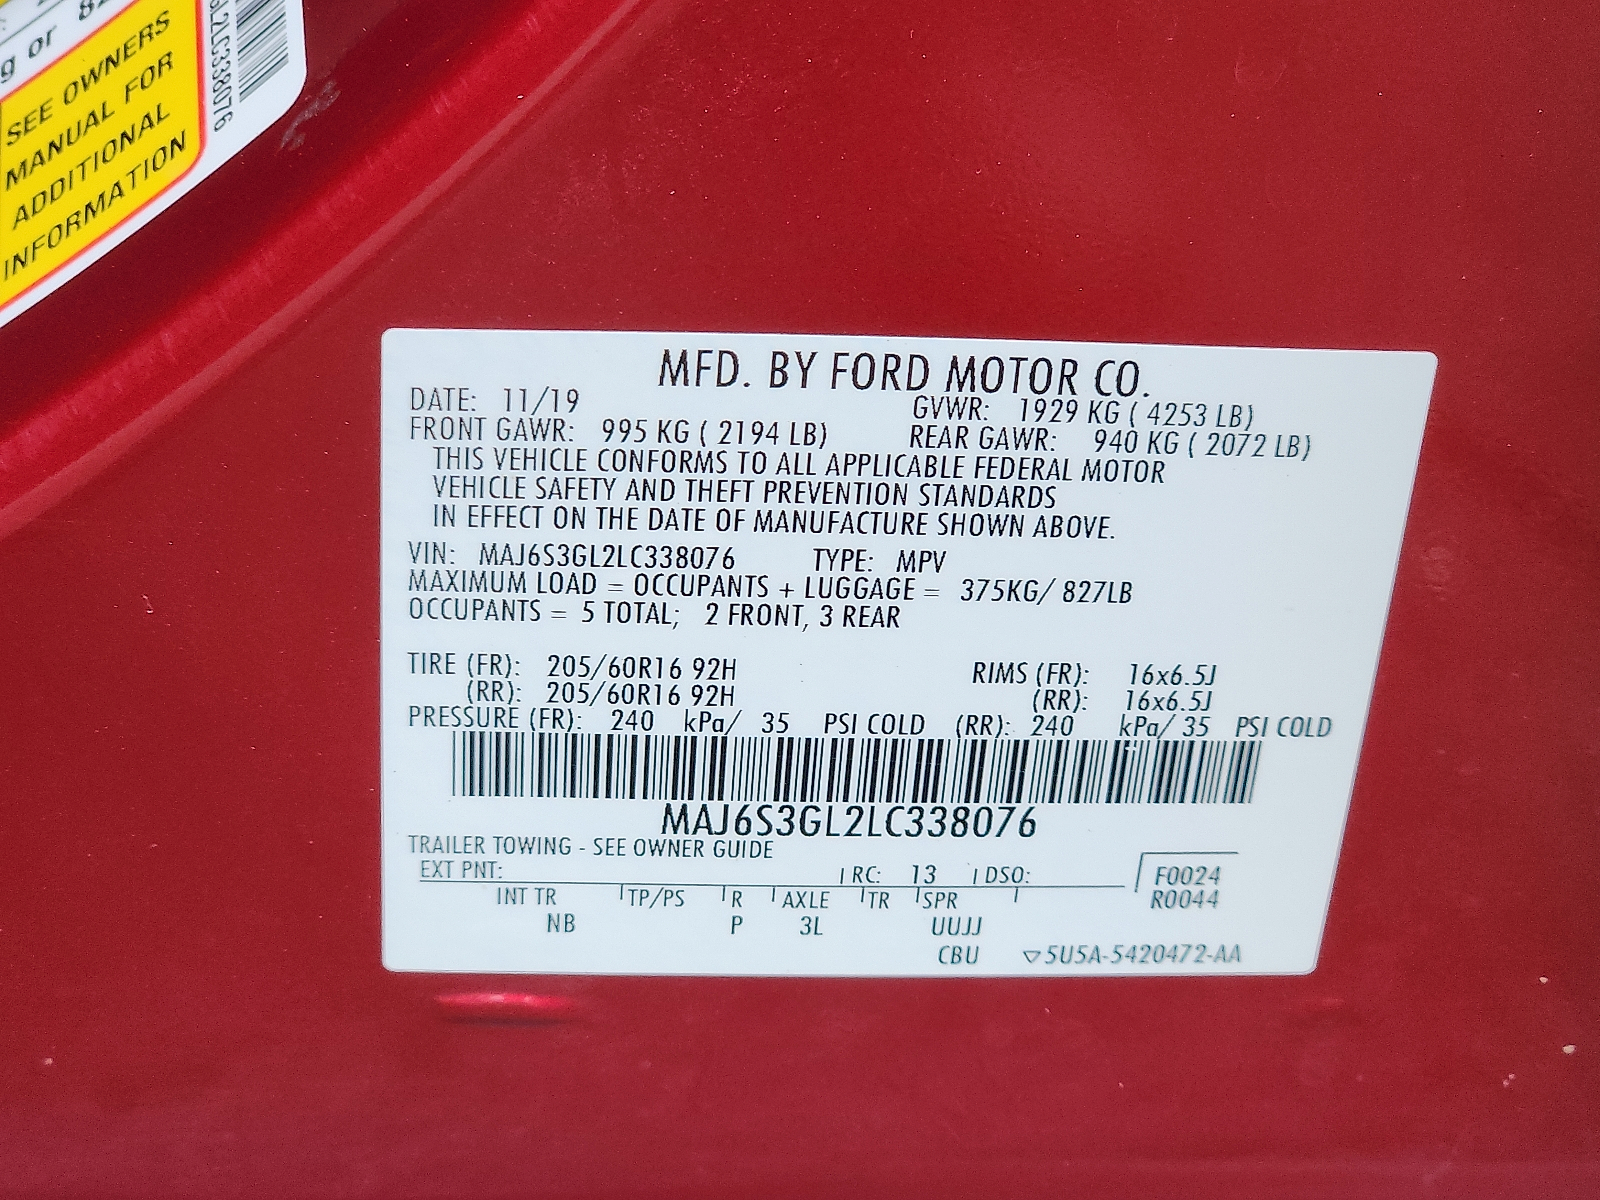 g or
SEE OWNERS
MANUAL FOR
ADDITIONAL
INFORMATION
GL2LC338076
MFD. BY FORD MOTOR CO.
DATE: 11/19 GVWR: 1929 KG ( 4253 LB)
FRONT GAWR: 995 KG ( 2194 LB) REAR GAWR: 940 KG ( 2072 LB)
THIS VEHICLE CONFORMS TO ALL APPLICABLE FEDERAL MOTOR
VEHICLE SAFETY AND THEFT PREVENTION STANDARDS
IN EFFECT ON THE DATE OF MANUFACTURE SHOWN ABOVE.
VIN: MAJ6S3GL2LC338076 TYPE: MPV
MAXIMUM LOAD = OCCUPANTS + LUGGAGE = 375KG/ 827LB
OCCUPANTS = 5 TOTAL; 2 FRONT, 3 REAR
TIRE (FR): 205/60R16 92H RIMS (FR): 16x6.5J
(RR): 205/60R16 92H (RR): 16x6.5J
PRESSURE (FR): 240 kPa/ 35 PSI COLD (RR): 240 kPa/ 35 PSI COLD
MAJ6S3GL2LC338076
TRAILER TOWING - SEE OWNER GUIDE
EXT PNT: RC: 13 DSO: F0024
INT TR TP/PS R AXLE TR SPR R0044
NB P 3L UUJJ
CBU ▽5U5A-5420472-AA